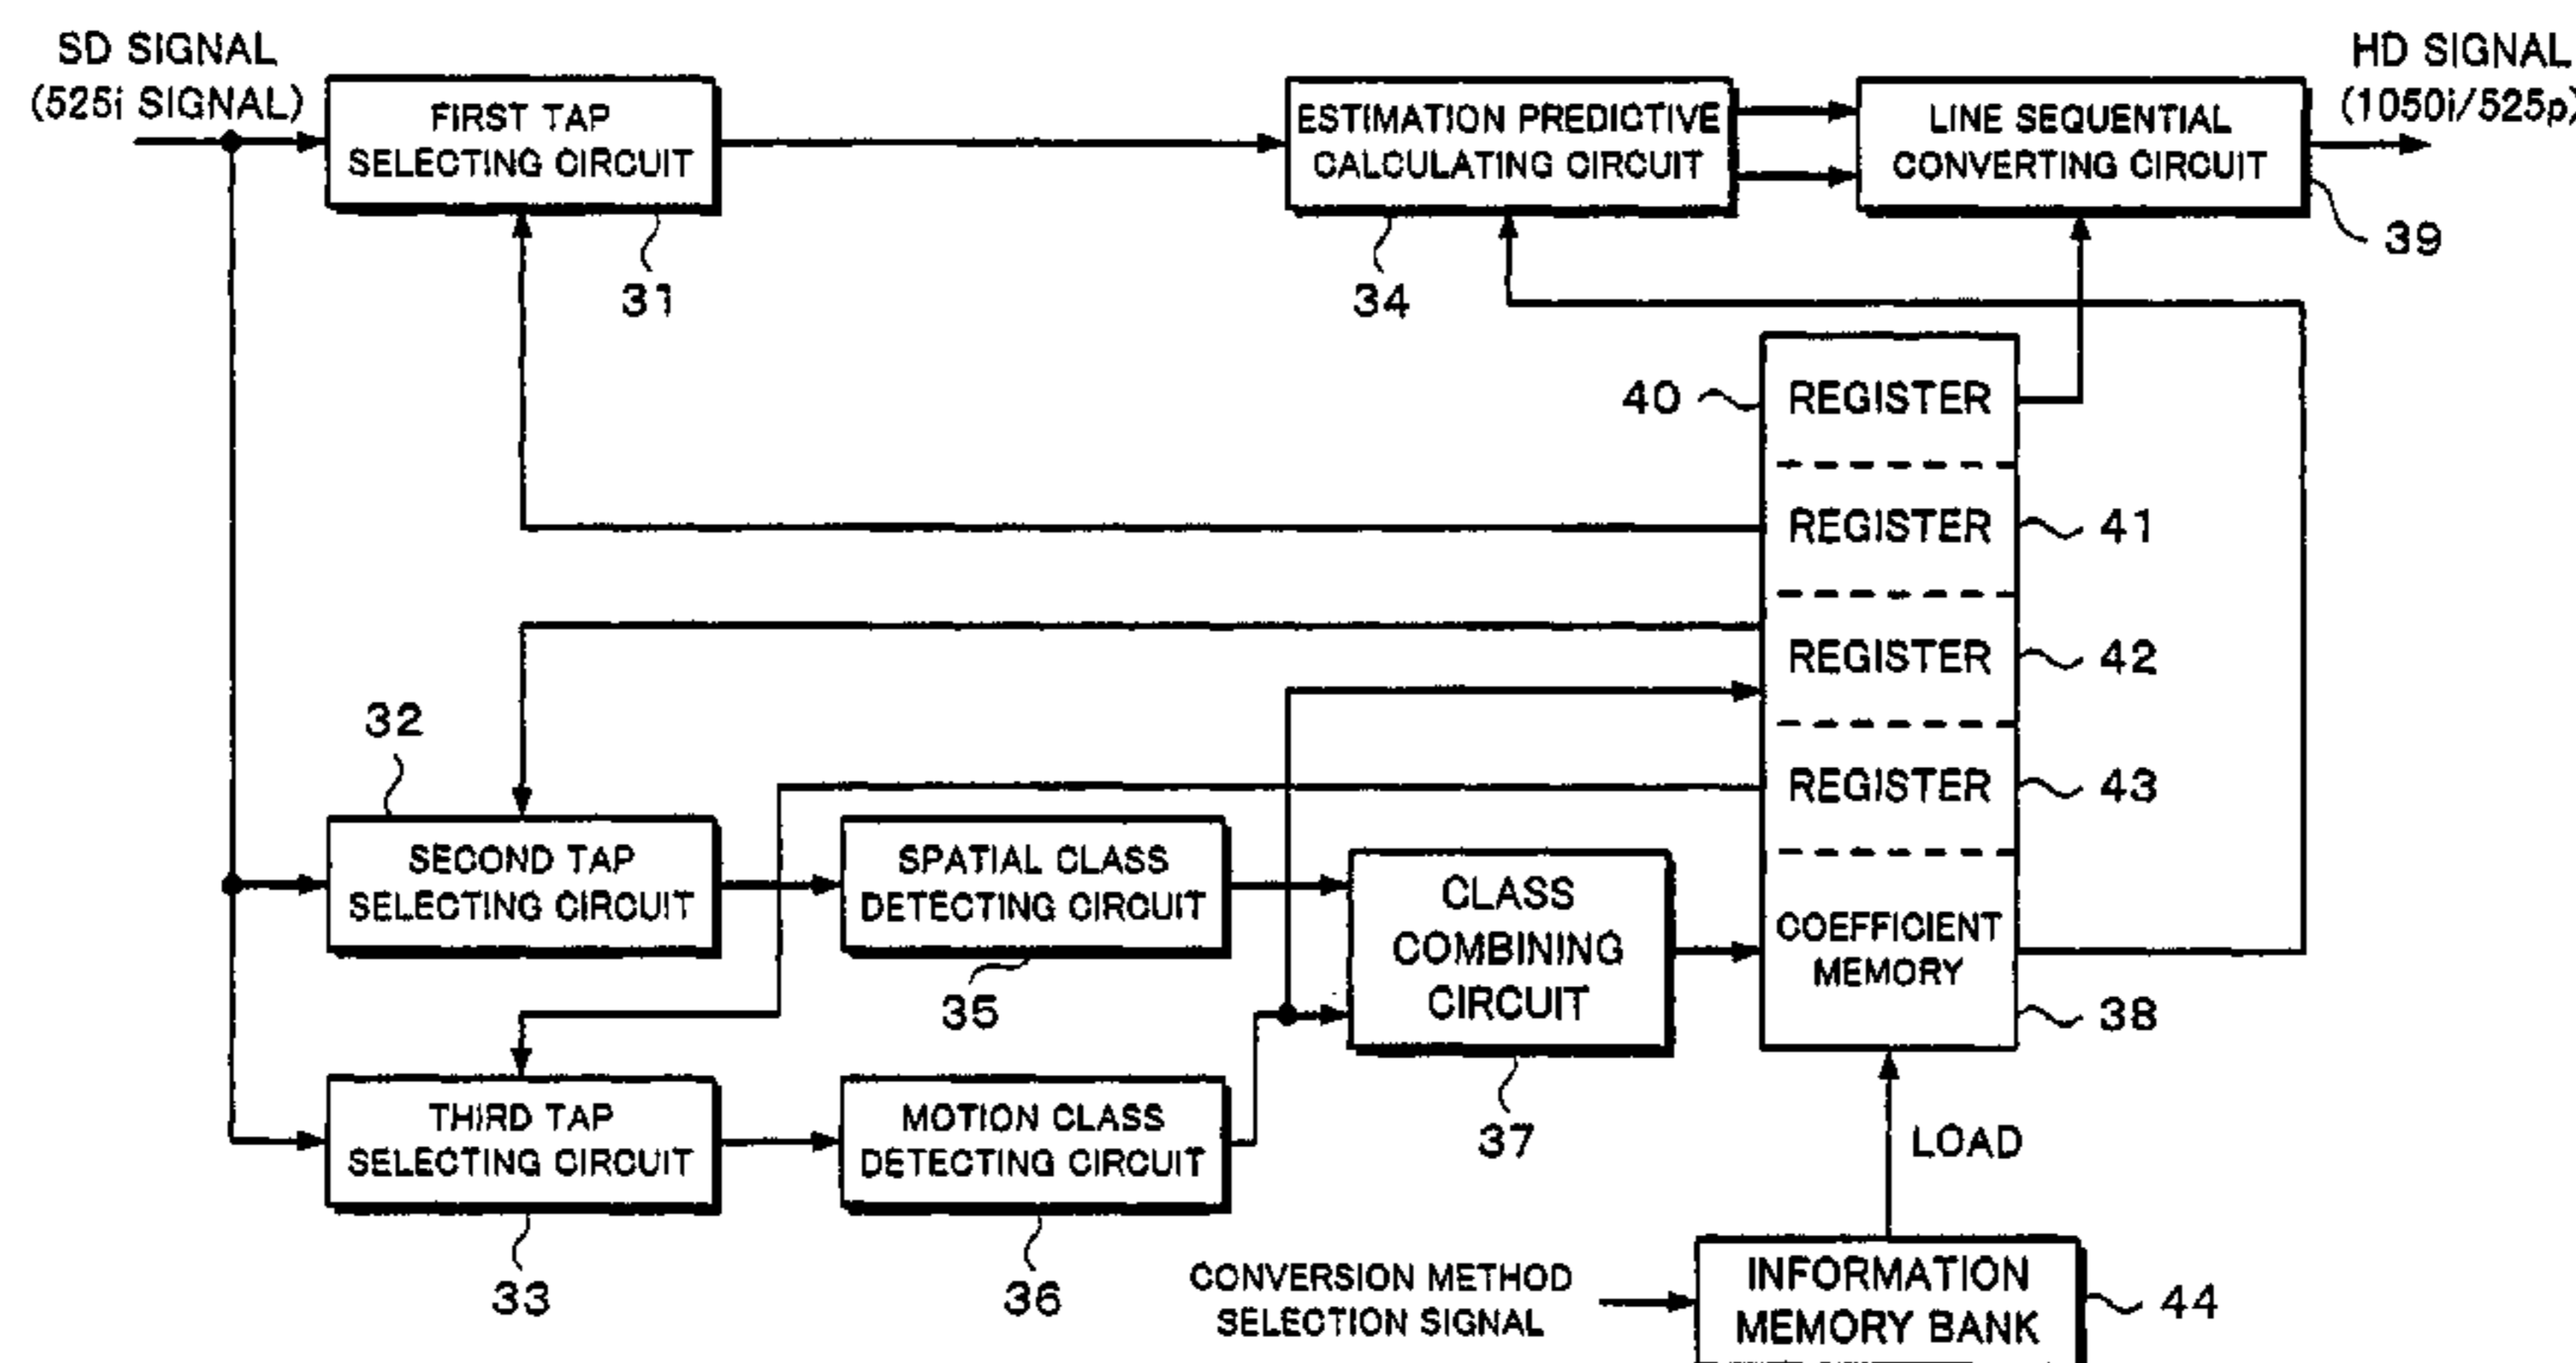 SD SIGNAL
(525i SIGNAL)
FIRST TAP
SELECTING CIRCUIT
31
ESTIMATION PREDICTIVE
CALCULATING CIRCUIT
34
LINE SEQUENTIAL
CONVERTING CIRCUIT
39
HD SIGNAL
(1050i/525p)
40
REGISTER
REGISTER
41
REGISTER
42
REGISTER
43
COEFFICIENT
MEMORY
38
32
SECOND TAP
SELECTING CIRCUIT
SPATIAL CLASS
DETECTING CIRCUIT
35
CLASS
COMBINING
CIRCUIT
37
THIRD TAP
SELECTING CIRCUIT
33
MOTION CLASS
DETECTING CIRCUIT
36
LOAD
CONVERSION METHOD
SELECTION SIGNAL
INFORMATION
MEMORY BANK
44